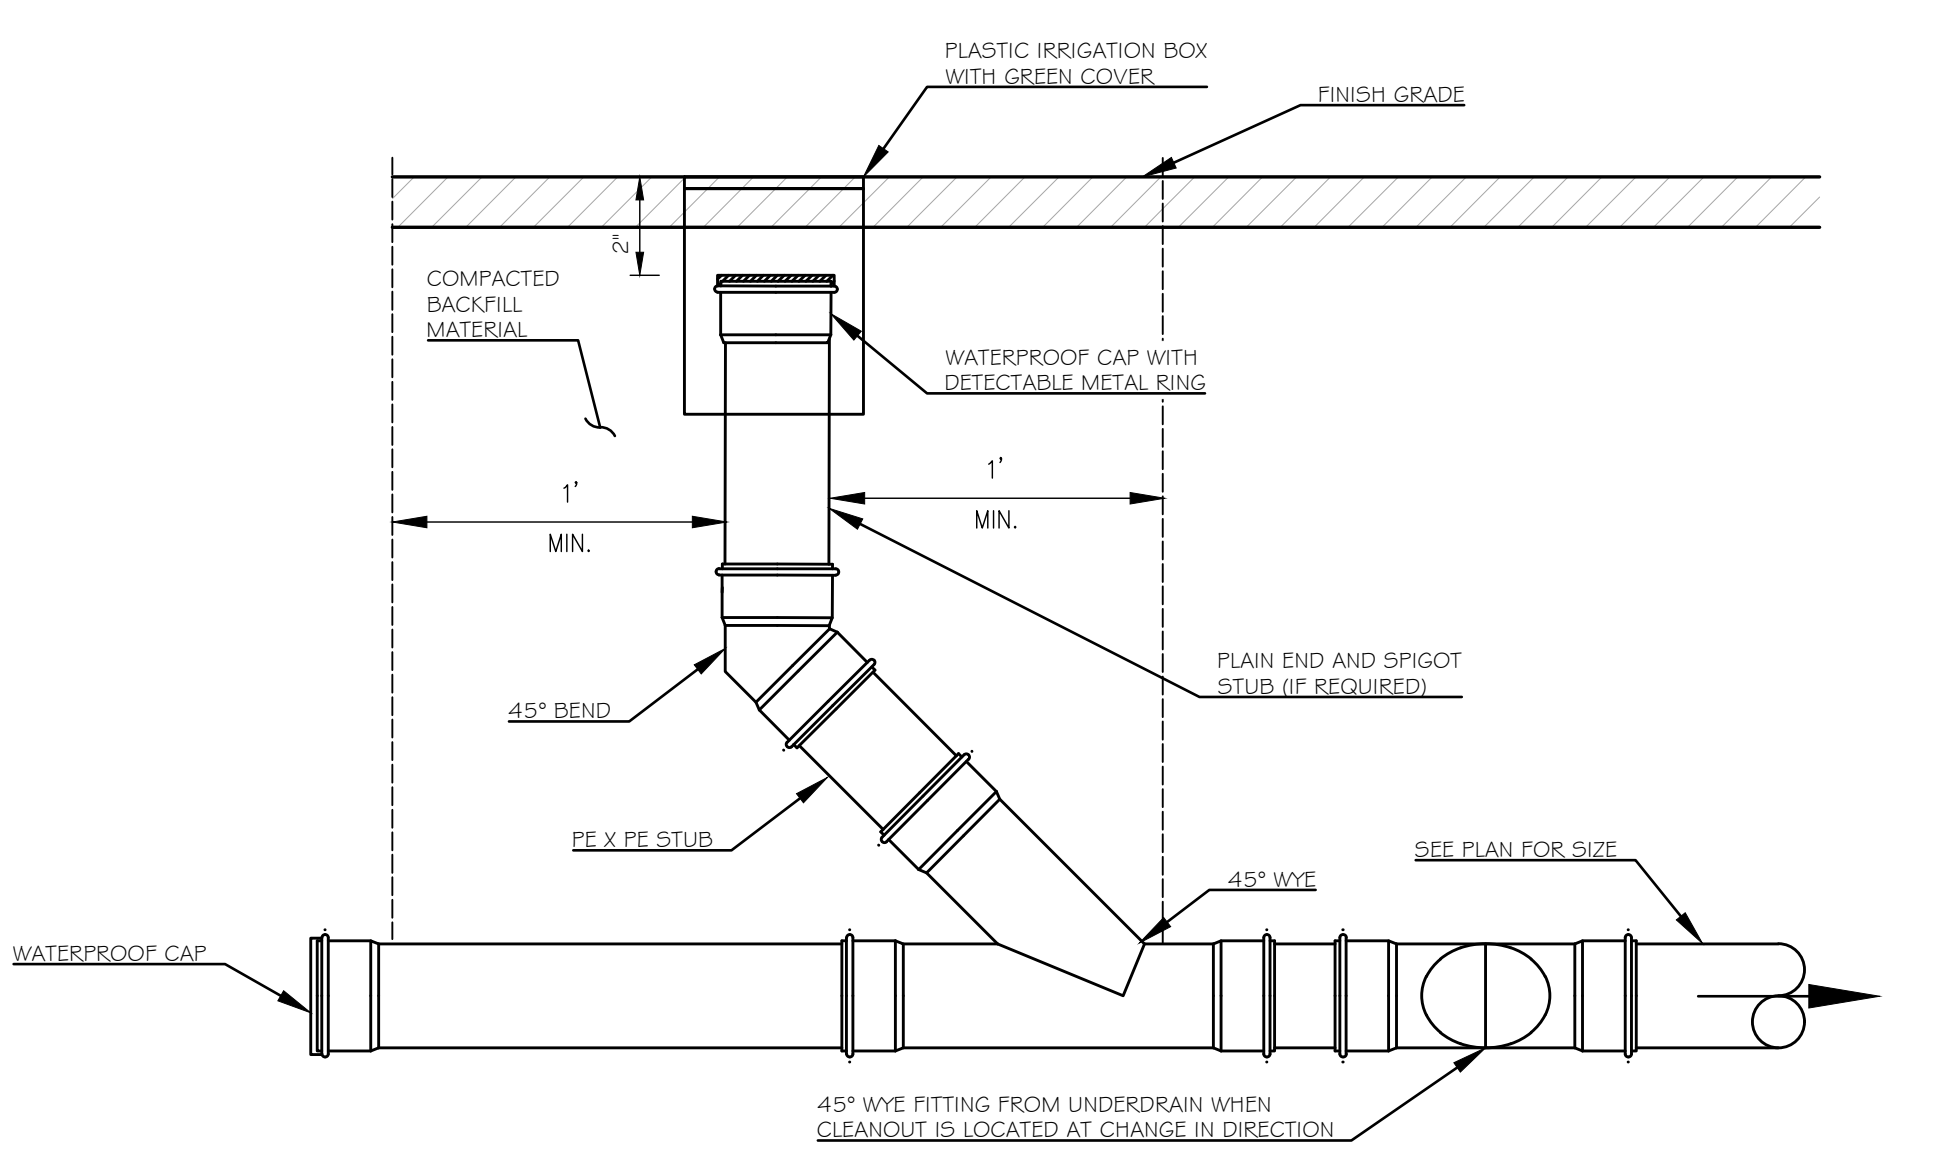 PLASTIC IRRIGATION BOX
WITH GREEN COVER
FINISH GRADE
2"
COMPACTED
BACKFILL
MATERIAL
WATERPROOF CAP WITH
DETECTABLE METAL RING
1'
MIN.
1'
MIN.
PLAIN END AND SPIGOT
STUB (IF REQUIRED)
45° BEND
PE X PE STUB
SEE PLAN FOR SIZE
45° WYE
WATERPROOF CAP
45° WYE FITTING FROM UNDERDRAIN WHEN
CLEANOUT IS LOCATED AT CHANGE IN DIRECTION